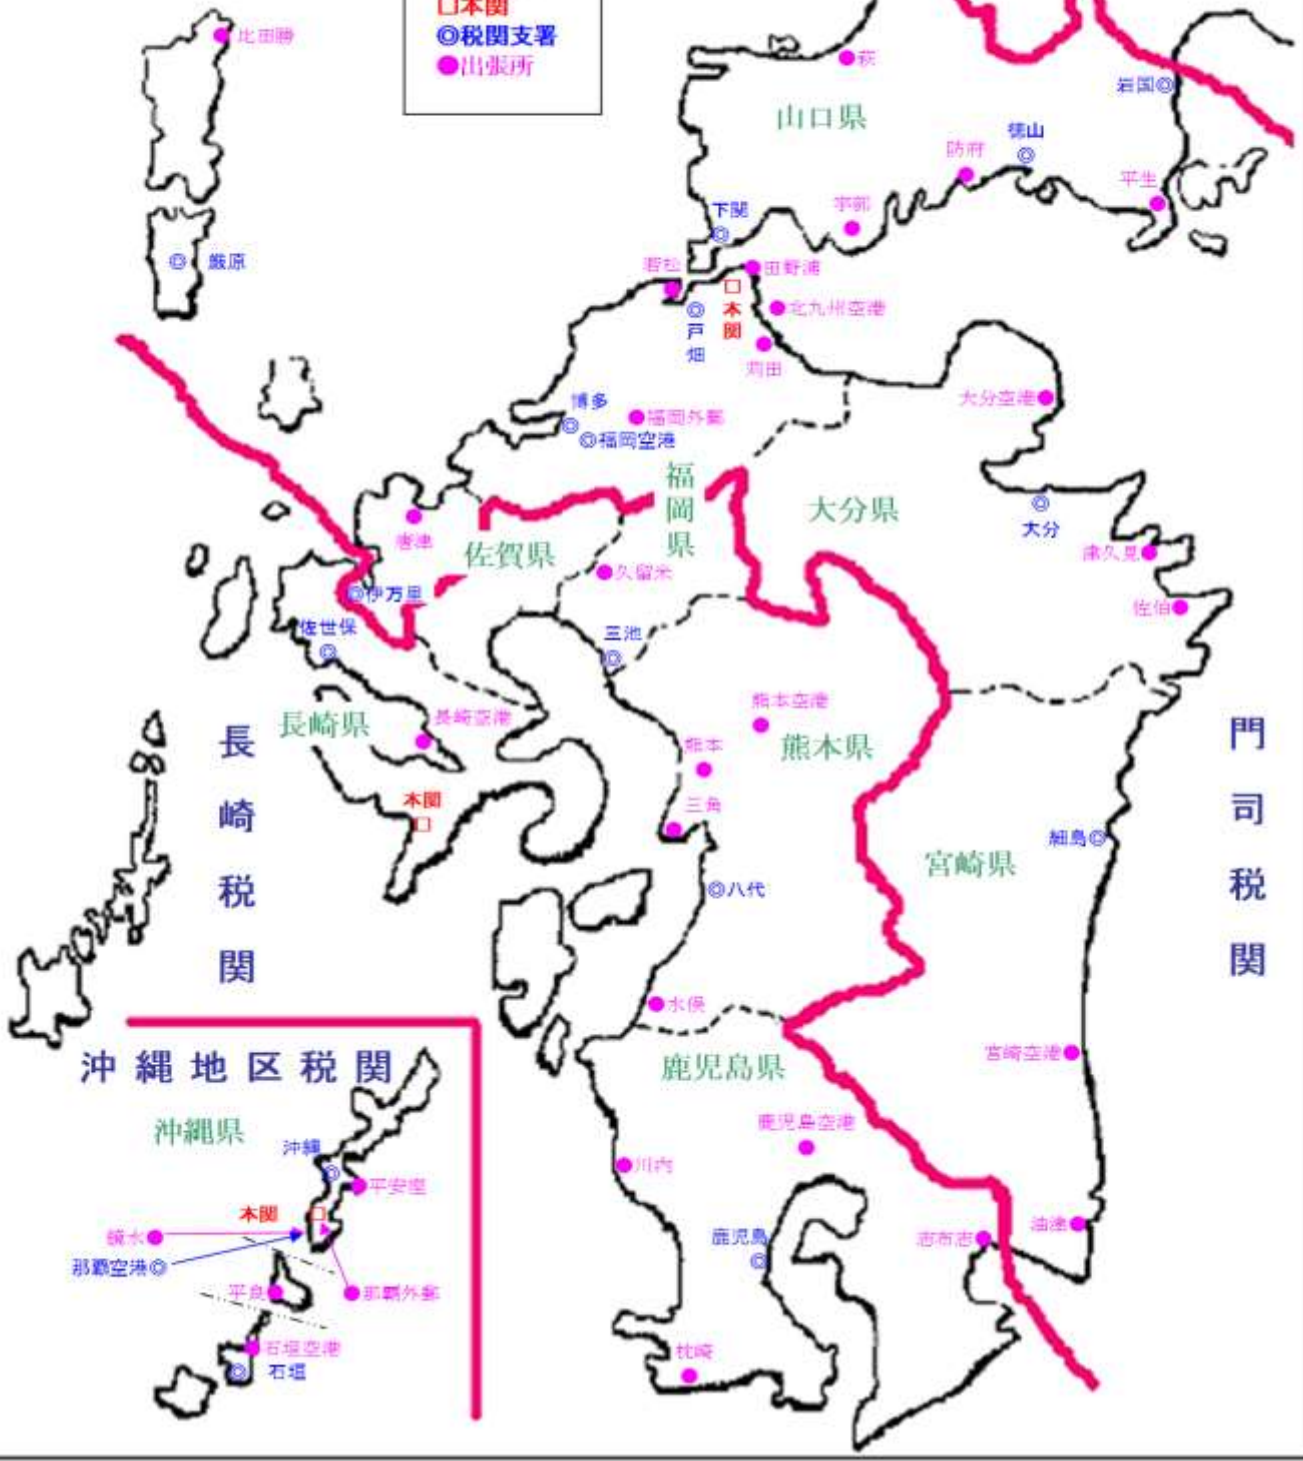 □本関
◎税関支署
●出張所
比田勝
萩
岩国◎
山口県
徳山
◎
防府
平生
宇部
下関
◎
◎ 厳原
若松
田野浦
□本関
◎戸畑
北九州空港
苅田
大分空港
博多
◎
福岡外郵
◎福岡空港
福岡県
大分県
◎
大分
唐津
佐賀県
津久見
久留米
◎伊万里
佐伯
佐世保
◎
三池
◎
長崎県
長崎空港
熊本空港
熊本県
熊本
長崎税関
門司税関
本関
□
三角
細島◎
宮崎県
◎八代
水俣
沖縄地区税関
鹿児島県
宮崎空港
沖縄県
鹿児島空港
沖縄
◎
川内
平安座
本関
□
鏡水
那覇空港◎
鹿児島
◎
志布志
油津
平良
那覇外郵
石垣空港
◎ 石垣
枕崎